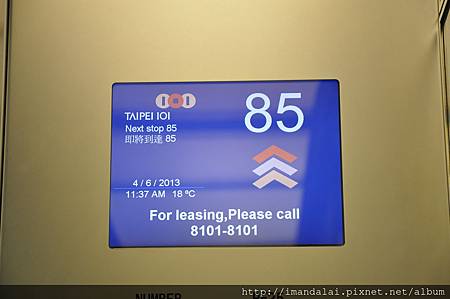 TAIPEI 101
Next stop 85
即將到達 85
85
4 / 6 / 2013
11:37 AM 18 ºC
For leasing,Please call
8101-8101
NUMBER
http://imandalai.pixnet.net/album